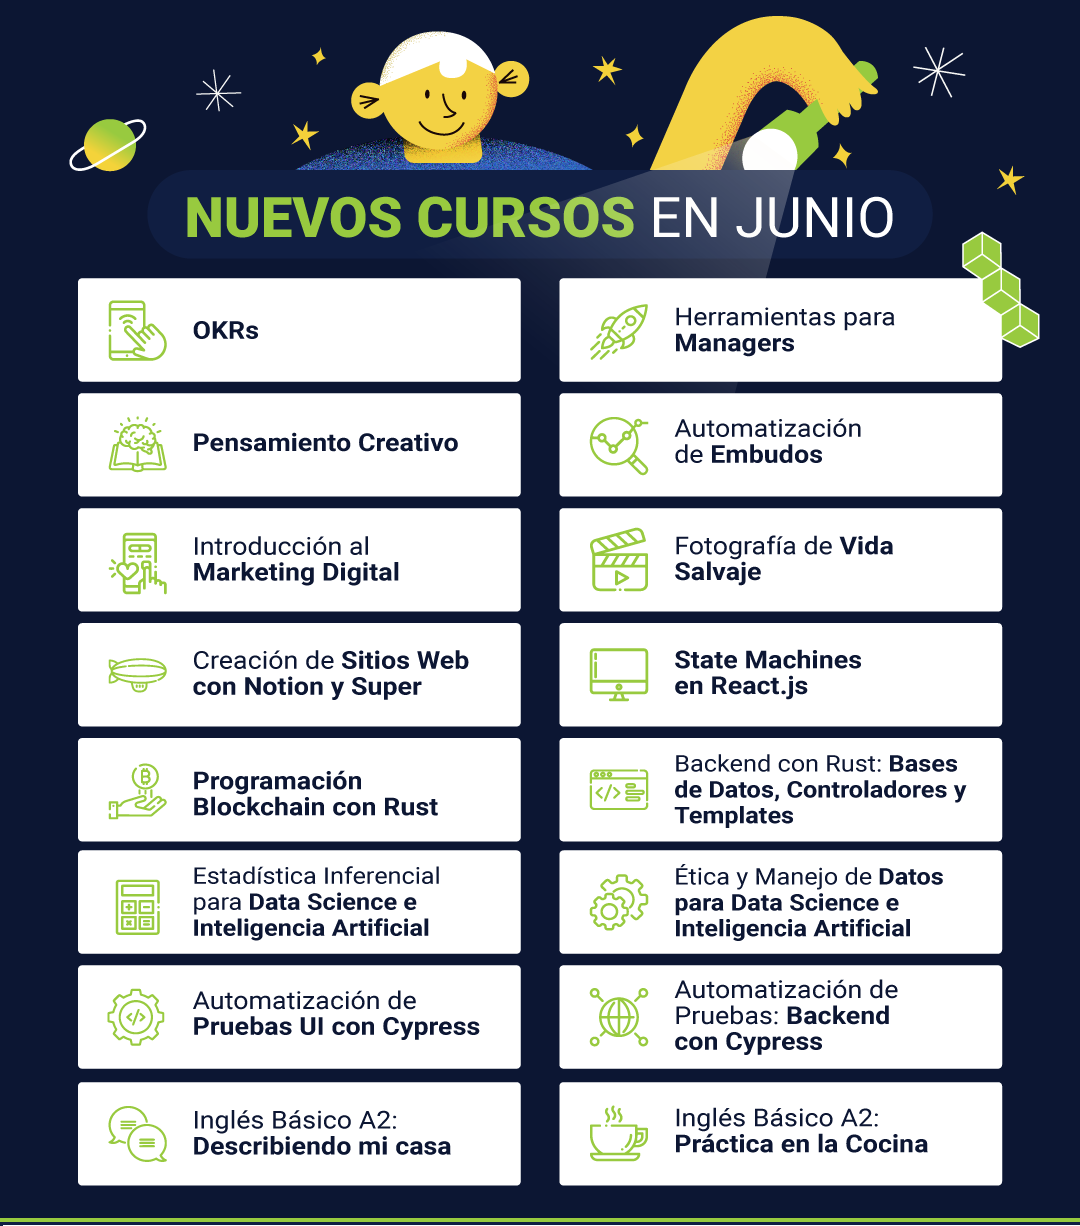 NUEVOS CURSOS EN JUNIO
OKRs
Herramientas para
Managers
Pensamiento Creativo
Automatización
de Embudos
Introducción al
Marketing Digital
Fotografía de Vida
Salvaje
Creación de Sitios Web
con Notion y Super
State Machines
en React.js
Programación
Blockchain con Rust
Backend con Rust: Bases
de Datos, Controladores y
Templates
Estadística Inferencial
para Data Science e
Inteligencia Artificial
Ética y Manejo de Datos
para Data Science e
Inteligencia Artificial
Automatización de
Pruebas UI con Cypress
Automatización de
Pruebas: Backend
con Cypress
Inglés Básico A2:
Describiendo mi casa
Inglés Básico A2:
Práctica en la Cocina